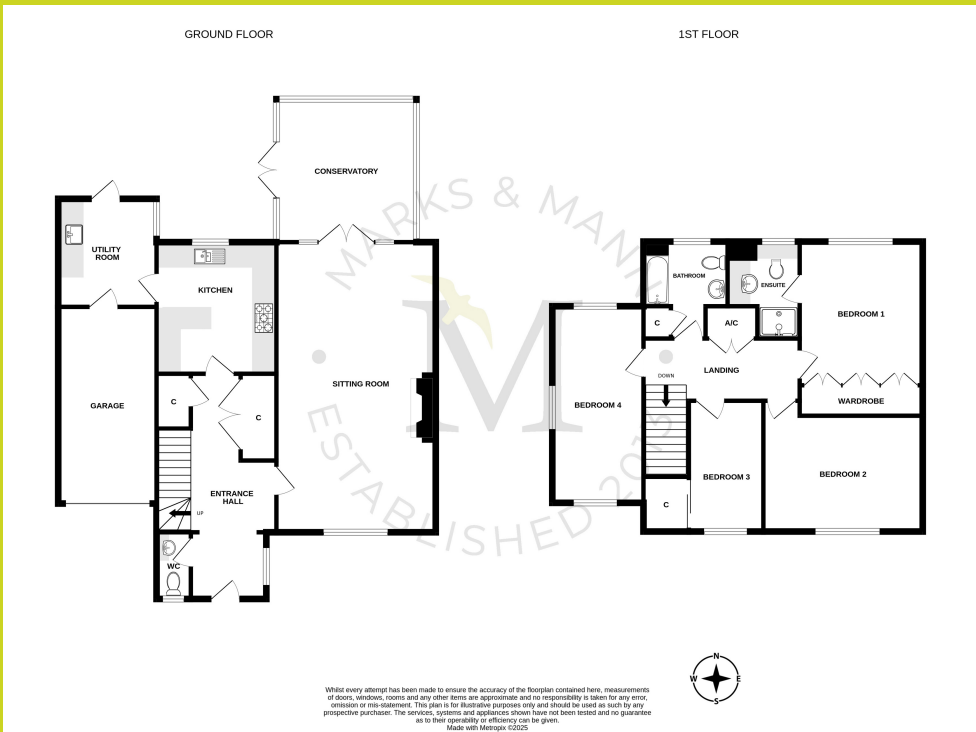 GROUND FLOOR
1ST FLOOR
CONSERVATORY
MARKS & MANN
UTILITY
ROOM
KITCHEN
BATHROOM
ENSUITE
BEDROOM 1
C
A/C
SITTING ROOM
LANDING
DOWN
GARAGE
C
C
M
BEDROOM 4
WARDROBE
ENTRANCE
HALL
UP
BEDROOM 3
BEDROOM 2
C
WC
ESTABLISHED 2013
N
W
E
S
Whilst every attempt has been made to ensure the accuracy of the floorplan contained here, measurements
of doors, windows, rooms and any other items are approximate and no responsibility is taken for any error,
omission or mis-statement. This plan is for illustrative purposes only and should be used as such by any
prospective purchaser. The services, systems and appliances shown have not been tested and no guarantee
as to their operability or efficiency can be given.
Made with Metropix ©2025